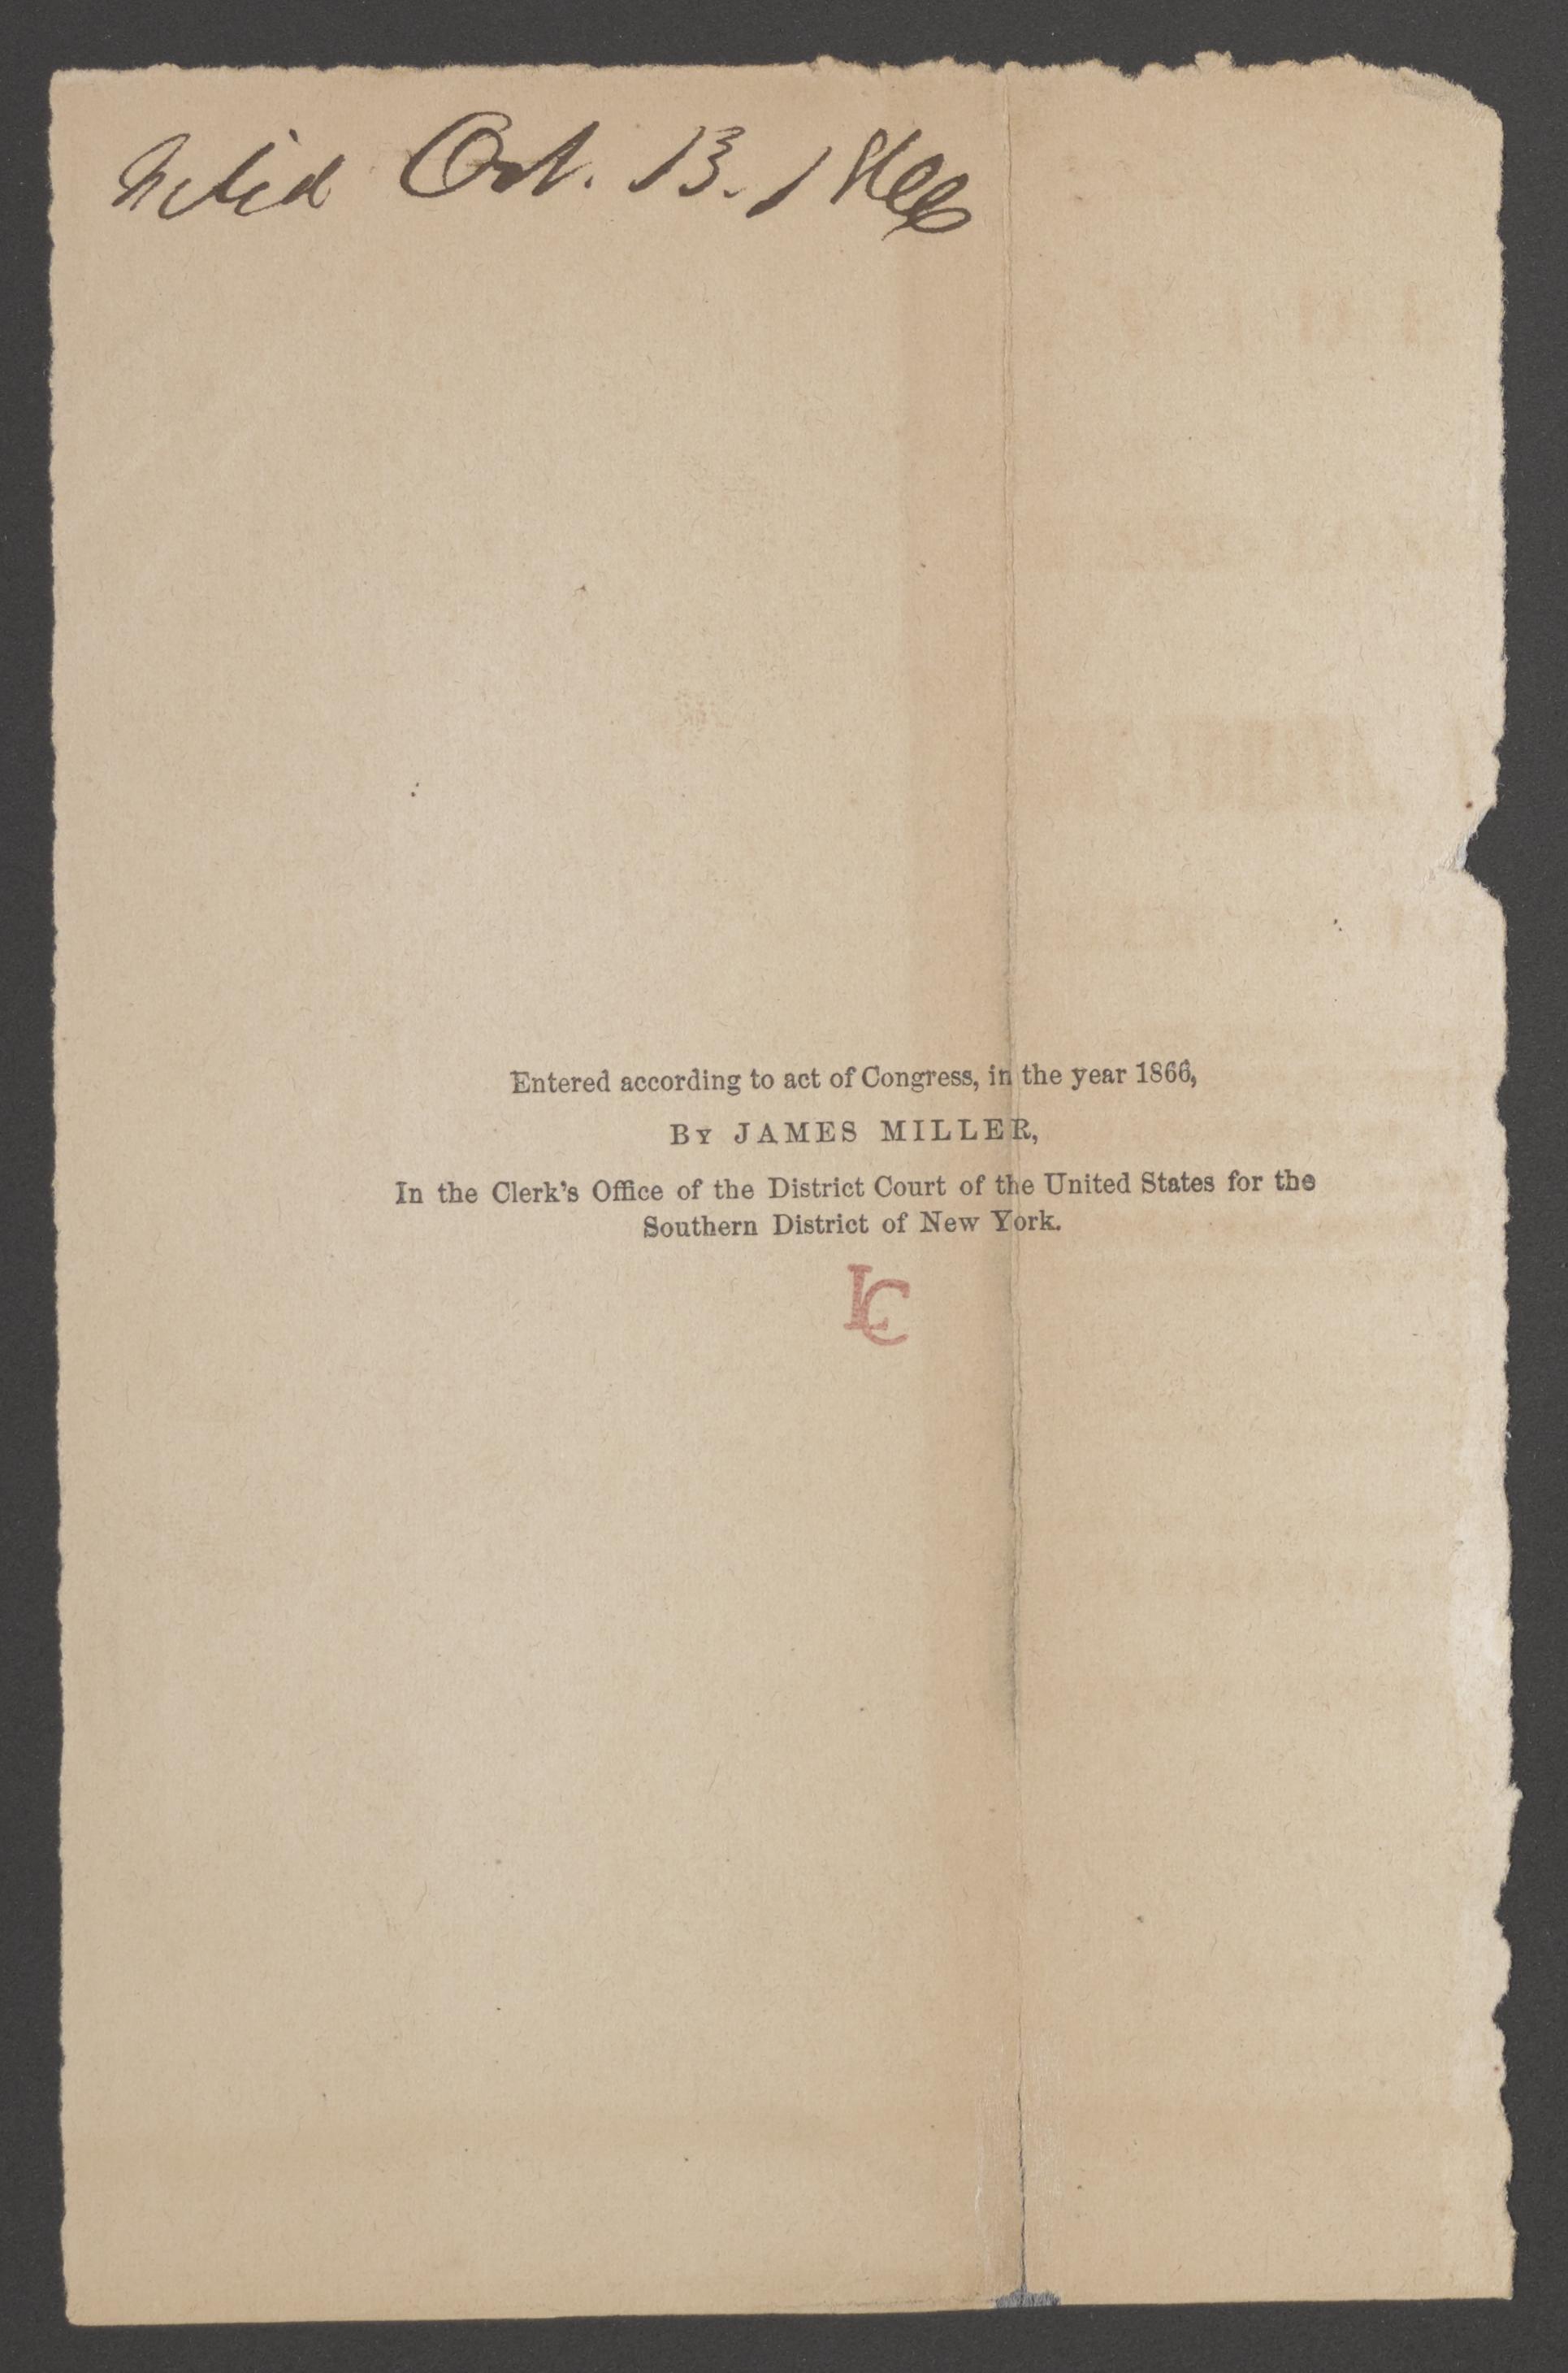 Oct. 13. 1866
Entered according to act of Congress, in the year 1866,
By JAMES MILLER,
In the Clerk's Office of the District Court of the United States for the
Southern District of New York.
LC